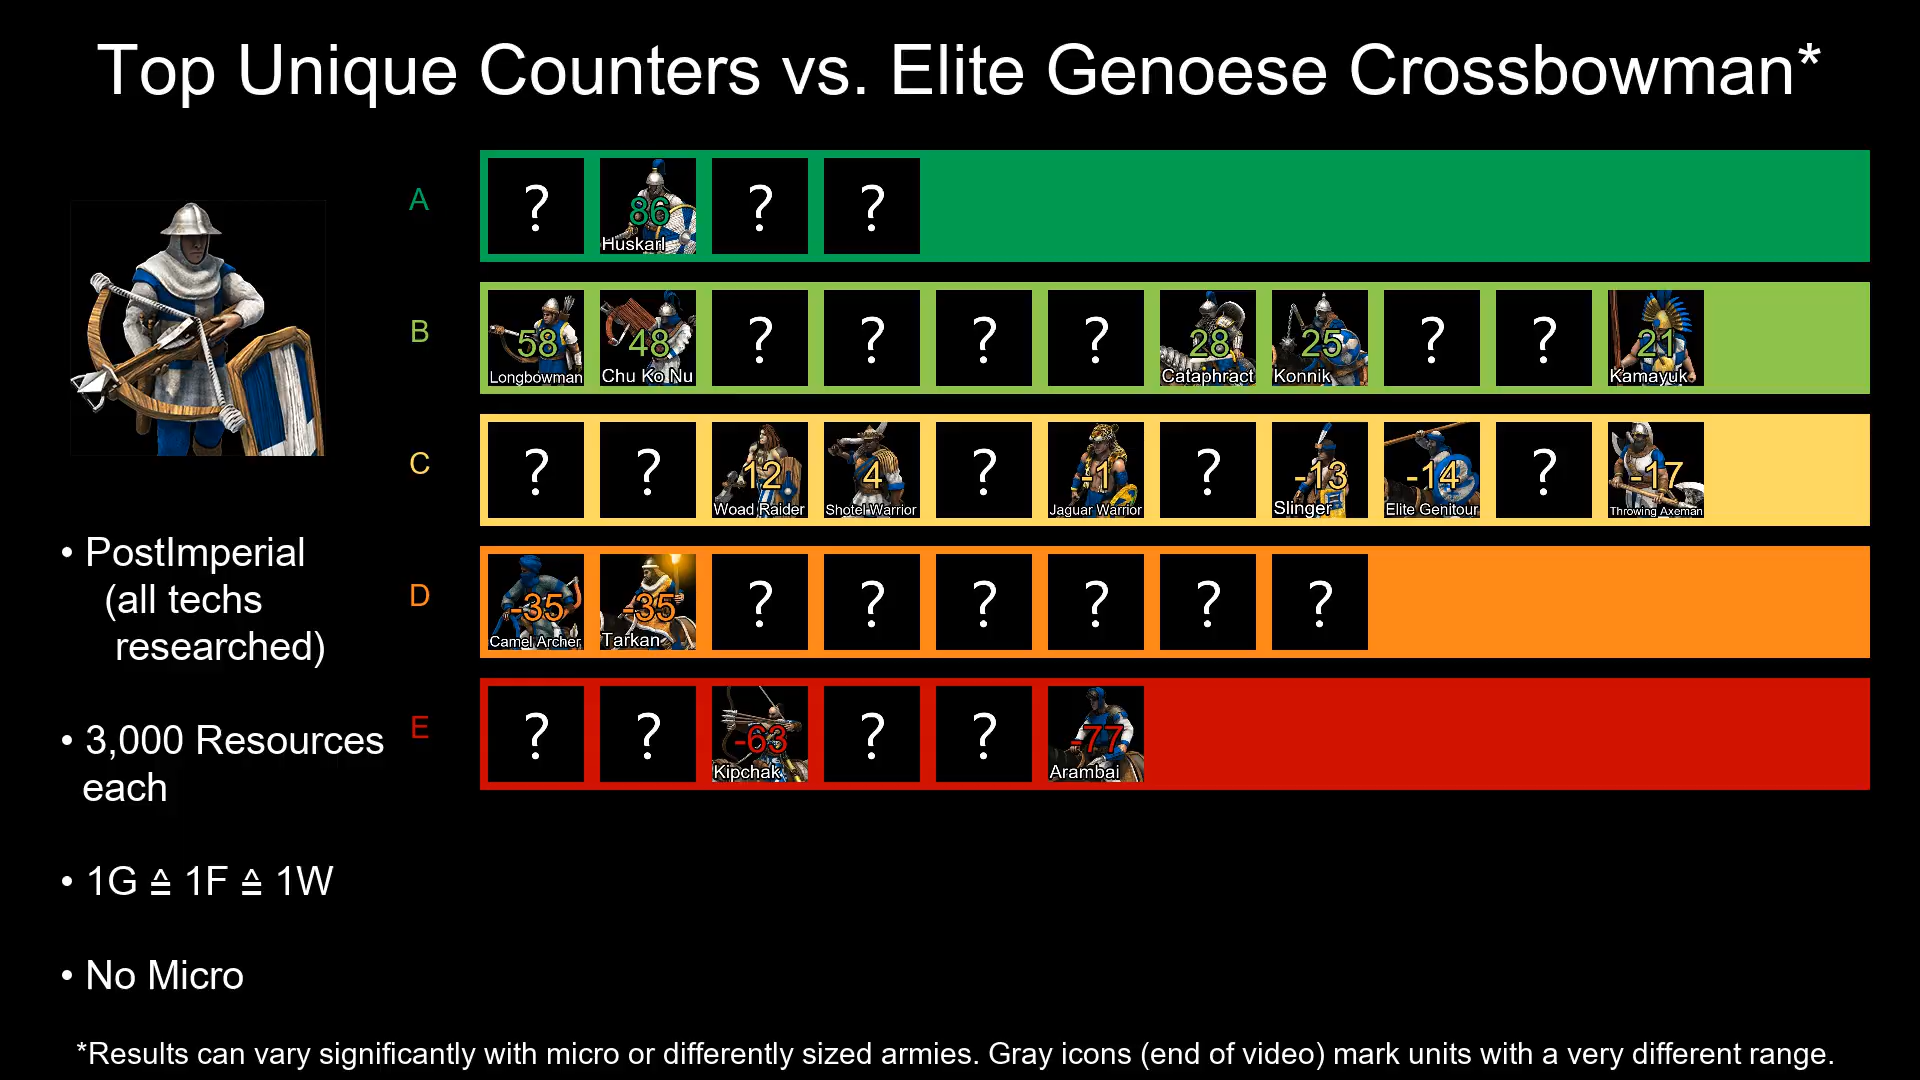 Top Unique Counters vs. Elite Genoese Crossbowman*
A
? 86 ? ?
Huskarl
B
58 48 ? ? ? ? 28 25 ? ? 21
Longbowman Chu Ko Nu Cataphract Konnik Kamayuk
C
? ? 12 4 ? -1 ? -13 -14 ? -17
Woad Raider Shotel Warrior Jaguar Warrior Slinger Elite Genitour Throwing Axeman
• PostImperial
(all techs
researched)
D
-35 -35 ? ? ? ? ? ?
Camel Archer Tarkan
• 3,000 Resources
each
E
? ? -63 ? ? -77
Kipchak Arambai
• 1G ≙ 1F ≙ 1W
• No Micro
*Results can vary significantly with micro or differently sized armies. Gray icons (end of video) mark units with a very different range.